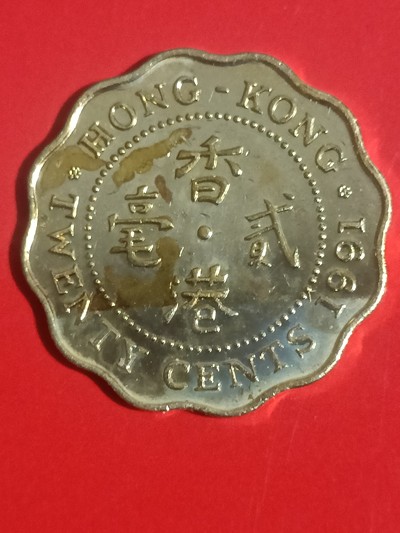 HONG - KONG
1991
TWENTY CENTS
香港
貳毫